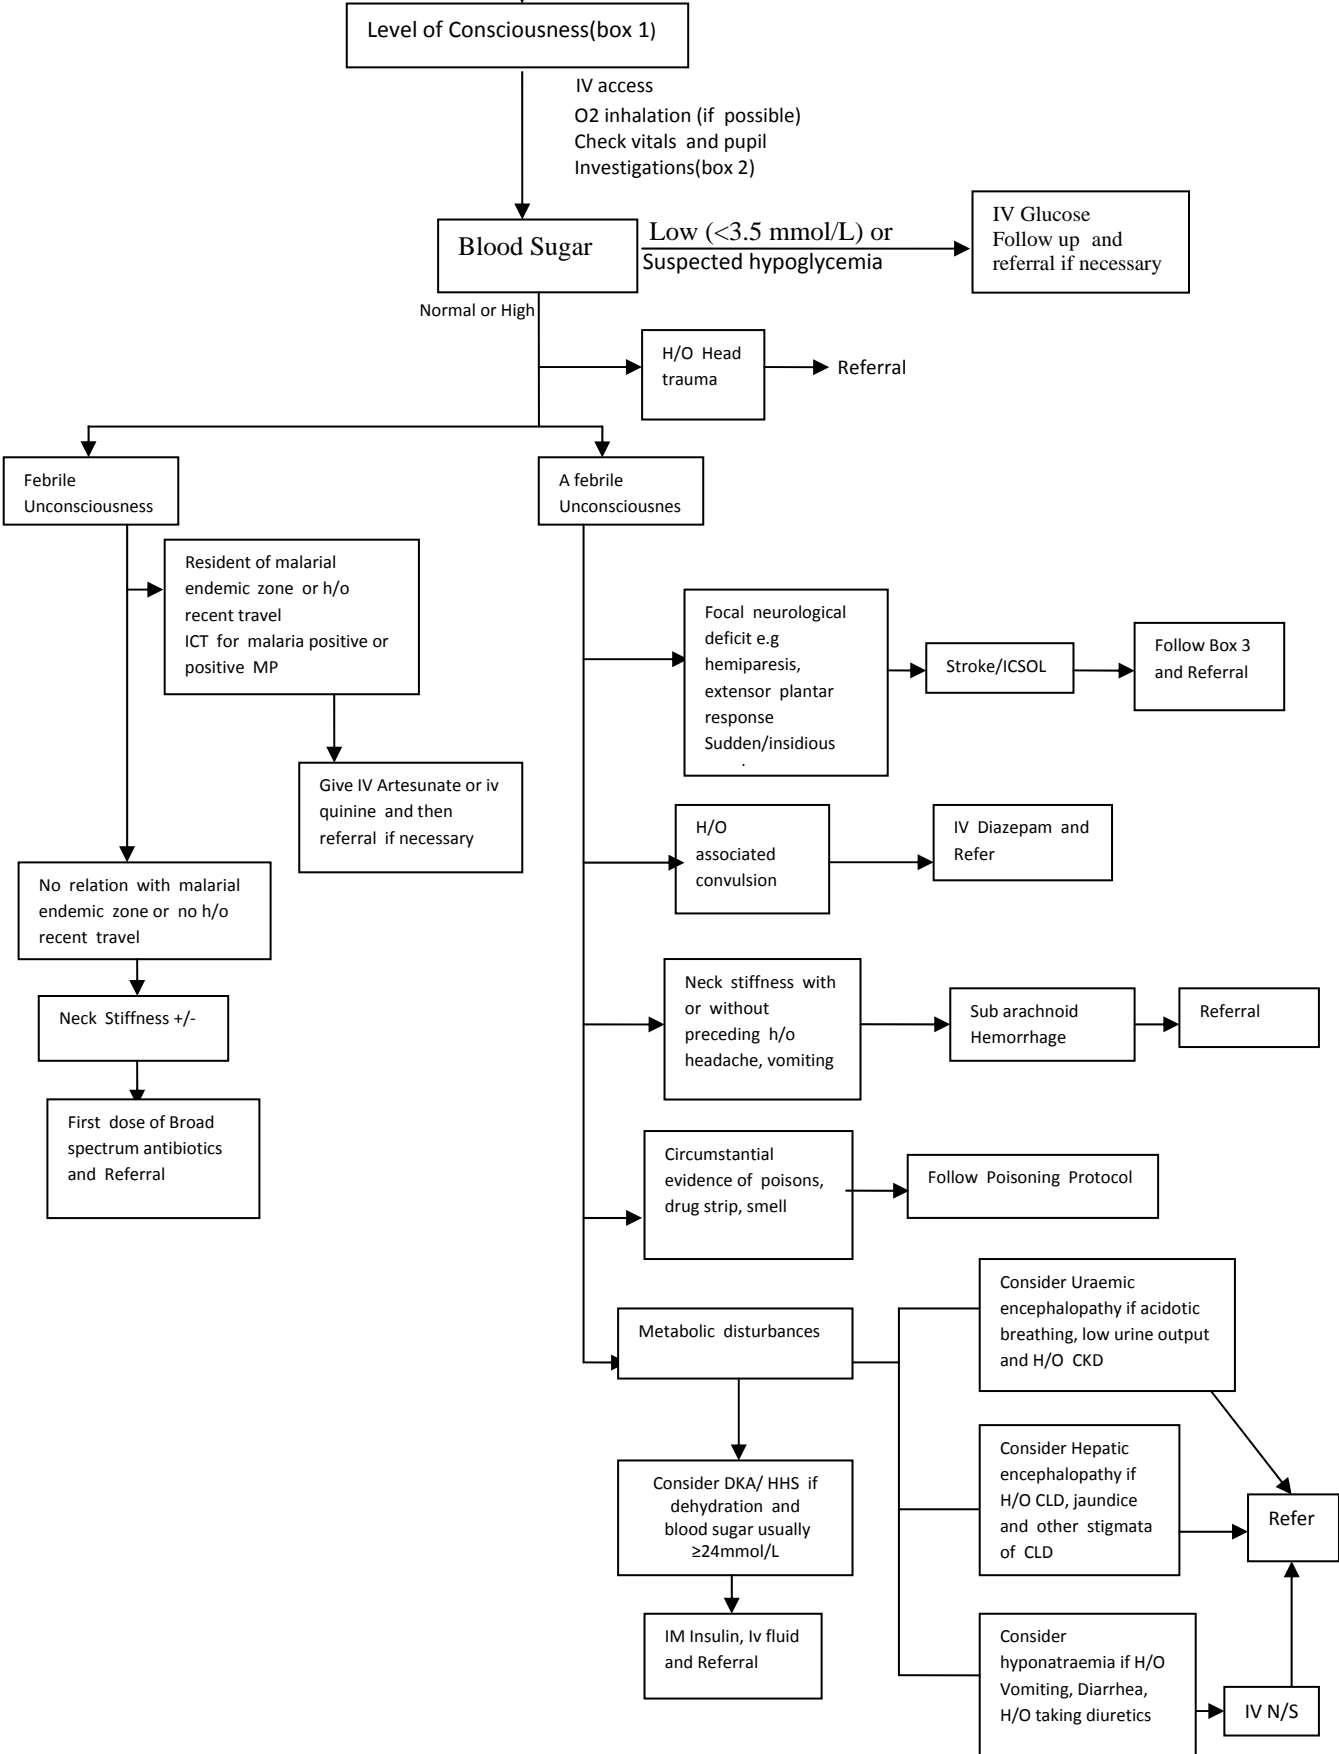 Level of Consciousness(box 1)
IV access
O2 inhalation (if possible)
Check vitals and pupil
Investigations(box 2)
Blood Sugar
Low (<3.5 mmol/L) or
Suspected hypoglycemia
IV Glucose
Follow up and
referral if necessary
Normal or High
H/O Head
trauma
Referral
Febrile
Unconsciousness
A febrile
Unconsciousnes
Resident of malarial
endemic zone or h/o
recent travel
ICT for malaria positive or
positive MP
Give IV Artesunate or iv
quinine and then
referral if necessary
No relation with malarial
endemic zone or no h/o
recent travel
Neck Stiffness +/-
First dose of Broad
spectrum antibiotics
and Referral
Focal neurological
deficit e.g
hemiparesis,
extensor plantar
response
Sudden/insidious
Stroke/ICSOL
Follow Box 3
and Referral
H/O
associated
convulsion
IV Diazepam and
Refer
Neck stiffness with
or without
preceding h/o
headache, vomiting
Sub arachnoid
Hemorrhage
Referral
Circumstantial
evidence of poisons,
drug strip, smell
Follow Poisoning Protocol
Metabolic disturbances
Consider DKA/ HHS if
dehydration and
blood sugar usually
≥24mmol/L
IM Insulin, Iv fluid
and Referral
Consider Uraemic
encephalopathy if acidotic
breathing, low urine output
and H/O CKD
Consider Hepatic
encephalopathy if
H/O CLD, jaundice
and other stigmata
of CLD
Consider
hyponatraemia if H/O
Vomiting, Diarrhea,
H/O taking diuretics
IV N/S
Refer